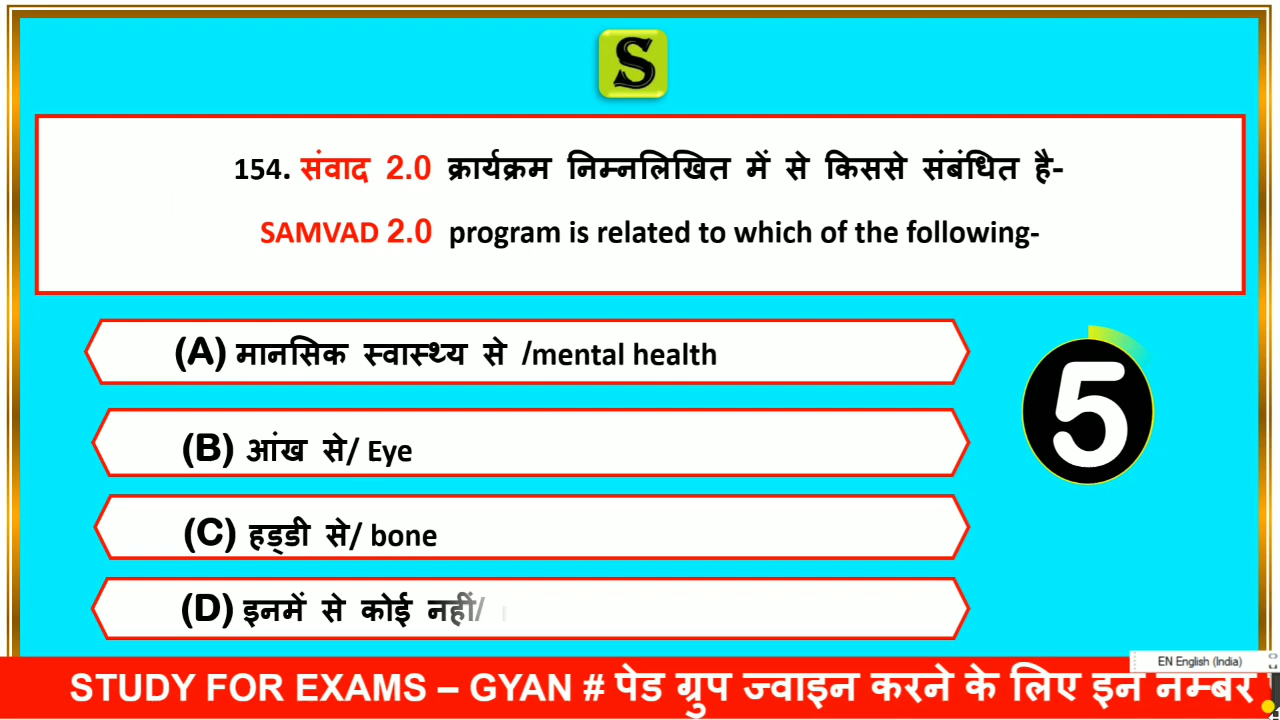 S
154. संवाद 2.0 क्रार्यक्रम निम्नलिखित में से किससे संबंधित है-
SAMVAD 2.0 program is related to which of the following-
(A) मानसिक स्वास्थ्य से /mental health
5
(B) आंख से/ Eye
(C) हड्डी से/ bone
(D) इनमें से कोई नहीं/
EN English (India)
STUDY FOR EXAMS – GYAN # पेड ग्रुप ज्वाइन करने के लिए इन नम्बर